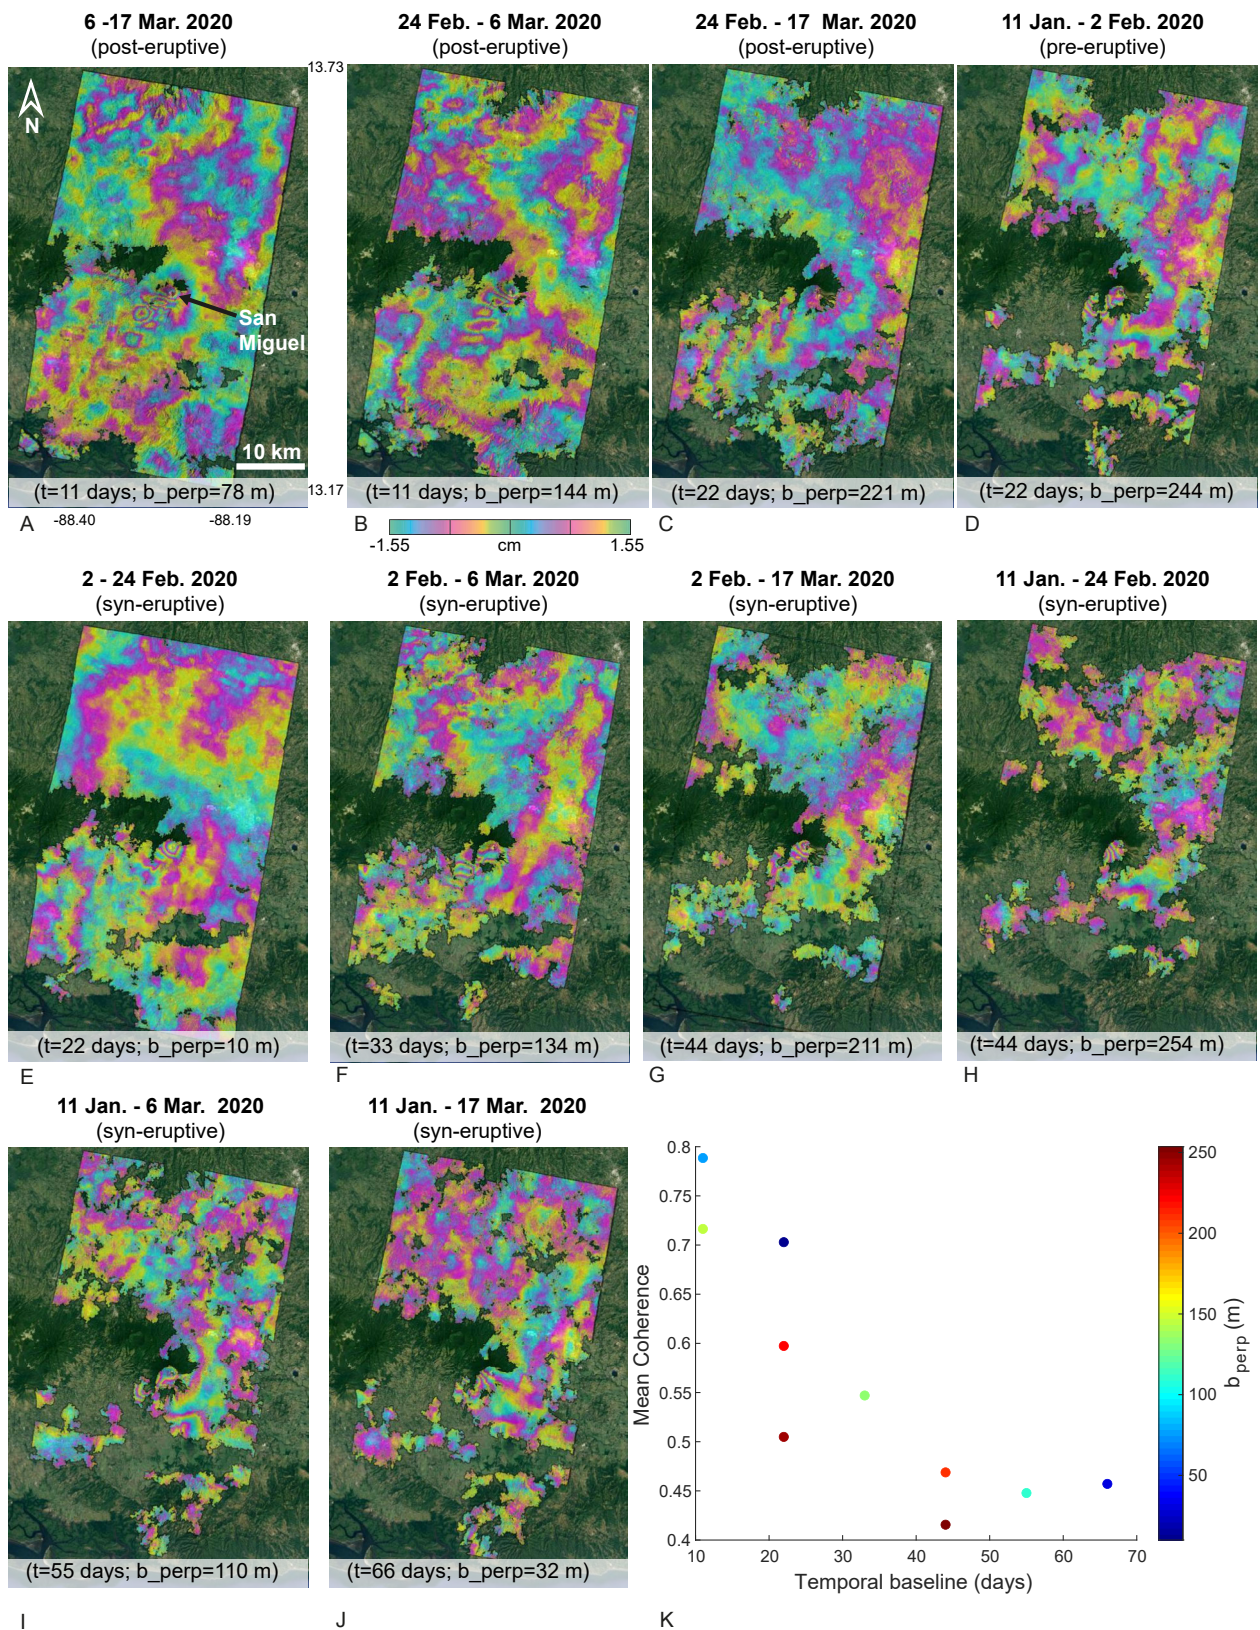 6 -17 Mar. 2020
(post-eruptive)
24 Feb. - 6 Mar. 2020
(post-eruptive)
24 Feb. - 17 Mar. 2020
(post-eruptive)
11 Jan. - 2 Feb. 2020
(pre-eruptive)
N
13.73
San
Miguel
10 km
13.17
(t=11 days; b_perp=78 m)
(t=11 days; b_perp=144 m)
(t=22 days; b_perp=221 m)
(t=22 days; b_perp=244 m)
A
-88.40
-88.19
B
-1.55
cm
1.55
C
D
2 - 24 Feb. 2020
(syn-eruptive)
2 Feb. - 6 Mar. 2020
(syn-eruptive)
2 Feb. - 17 Mar. 2020
(syn-eruptive)
11 Jan. - 24 Feb. 2020
(syn-eruptive)
(t=22 days; b_perp=10 m)
(t=33 days; b_perp=134 m)
(t=44 days; b_perp=211 m)
(t=44 days; b_perp=254 m)
E
F
G
H
11 Jan. - 6 Mar. 2020
(syn-eruptive)
11 Jan. - 17 Mar. 2020
(syn-eruptive)
(t=55 days; b_perp=110 m)
(t=66 days; b_perp=32 m)
I
J
0.8
0.75
0.7
0.65
0.6
0.55
0.5
0.45
0.4
Mean Coherence
10 20 30 40 50 60 70
Temporal baseline (days)
250
200
150
100
50
b perp (m)
K